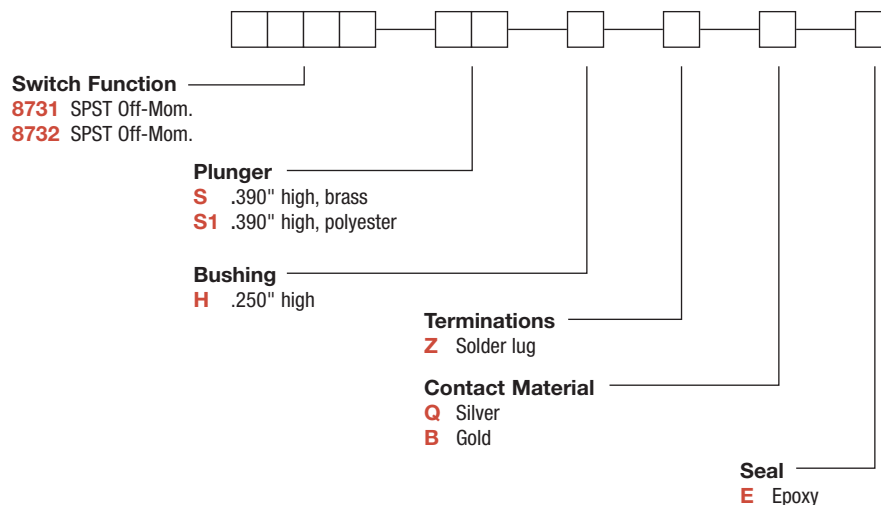 Switch Function
8731 SPST Off-Mom.
8732 SPST Off-Mom.
Plunger
S .390" high, brass
S1 .390" high, polyester
Bushing
H .250" high
Terminations
Z Solder lug
Contact Material
Q Silver
B Gold
Seal
E Epoxy